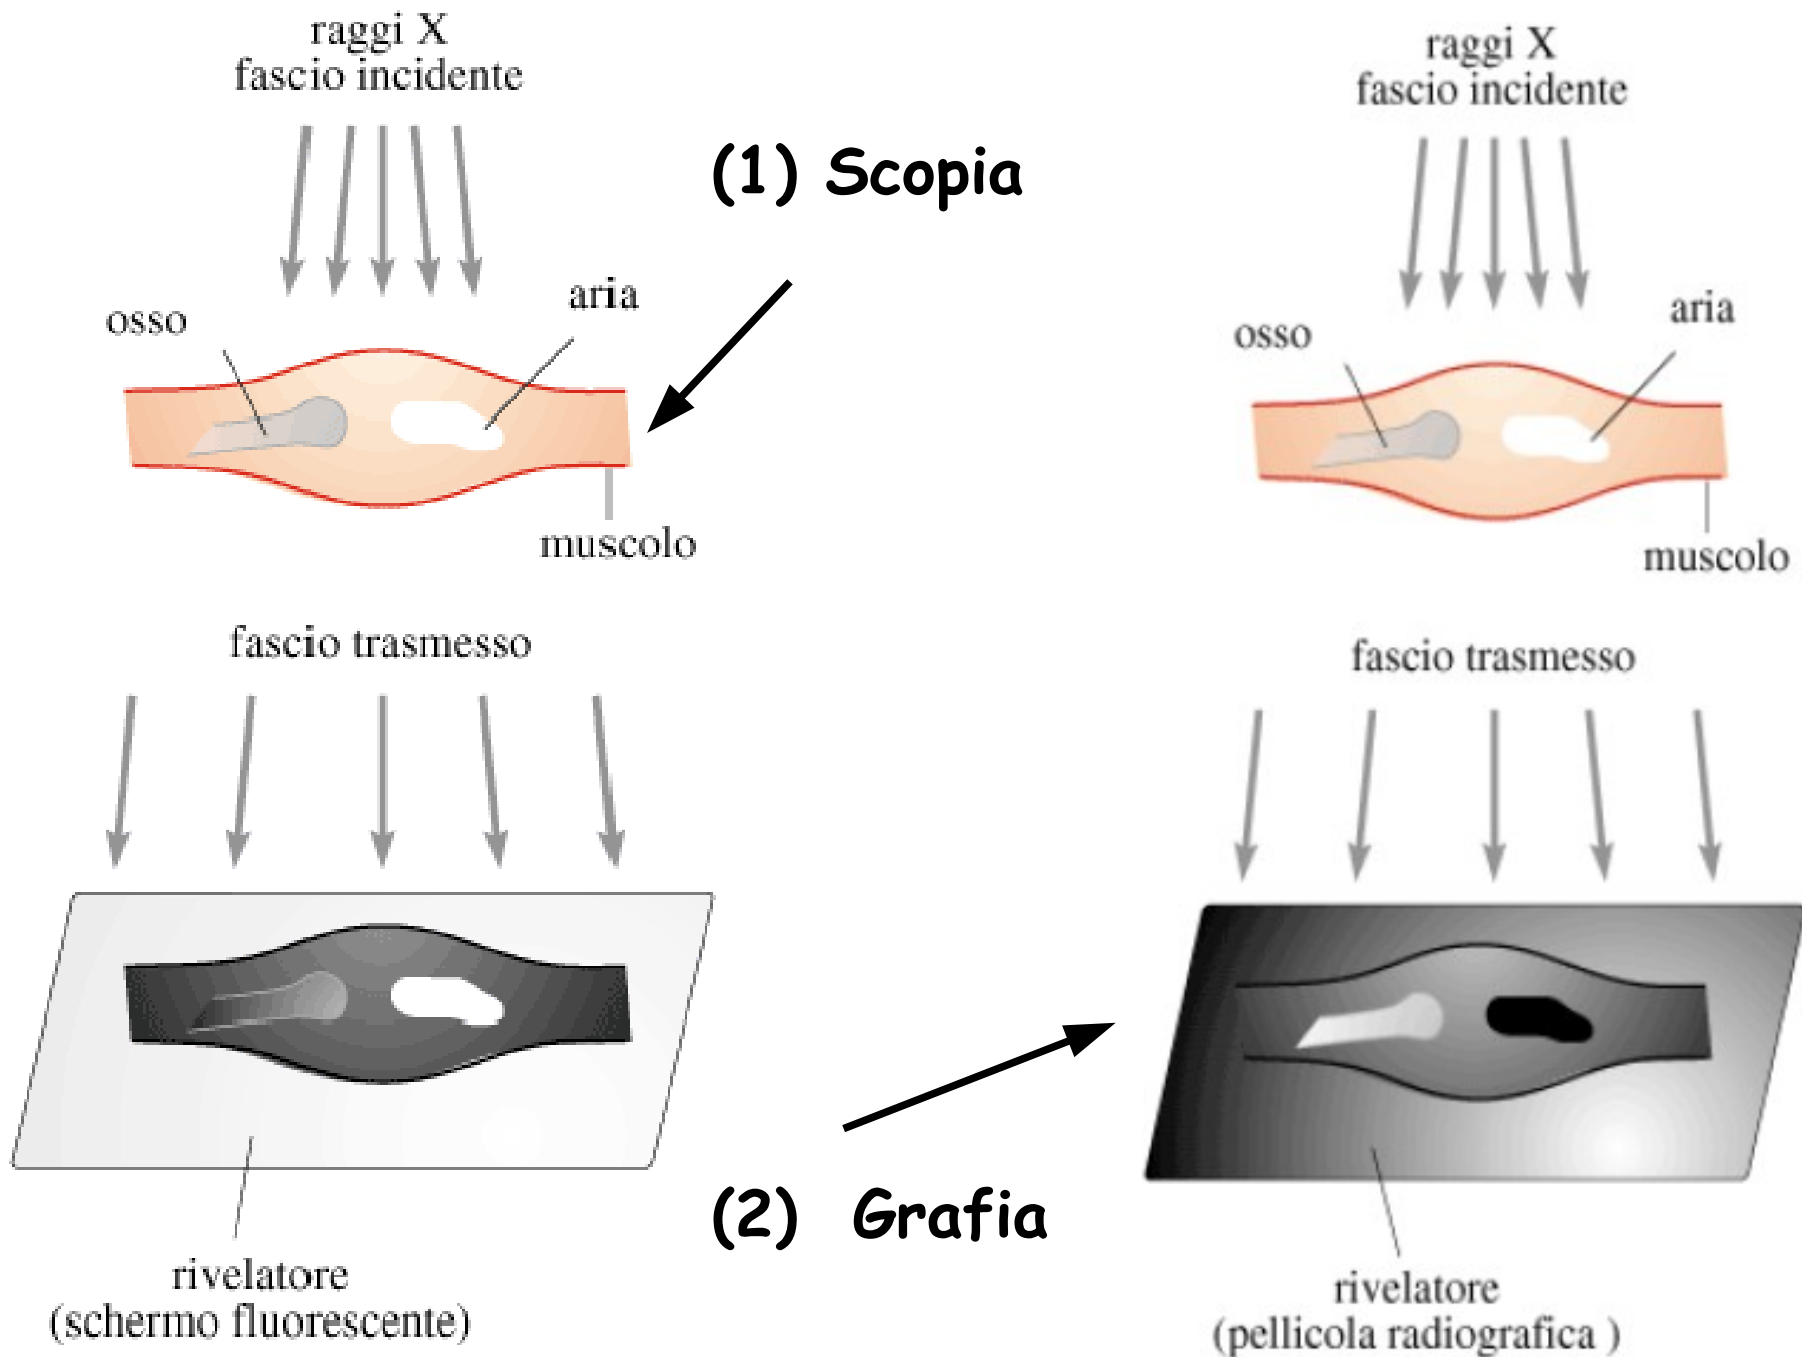 raggi X
fascio incidente
osso
aria
muscolo
fascio trasmesso
rivelatore
(schermo fluorescente)
(1) Scopia
(2) Grafia
raggi X
fascio incidente
osso
aria
muscolo
fascio trasmesso
rivelatore
(pellicola radiografica )